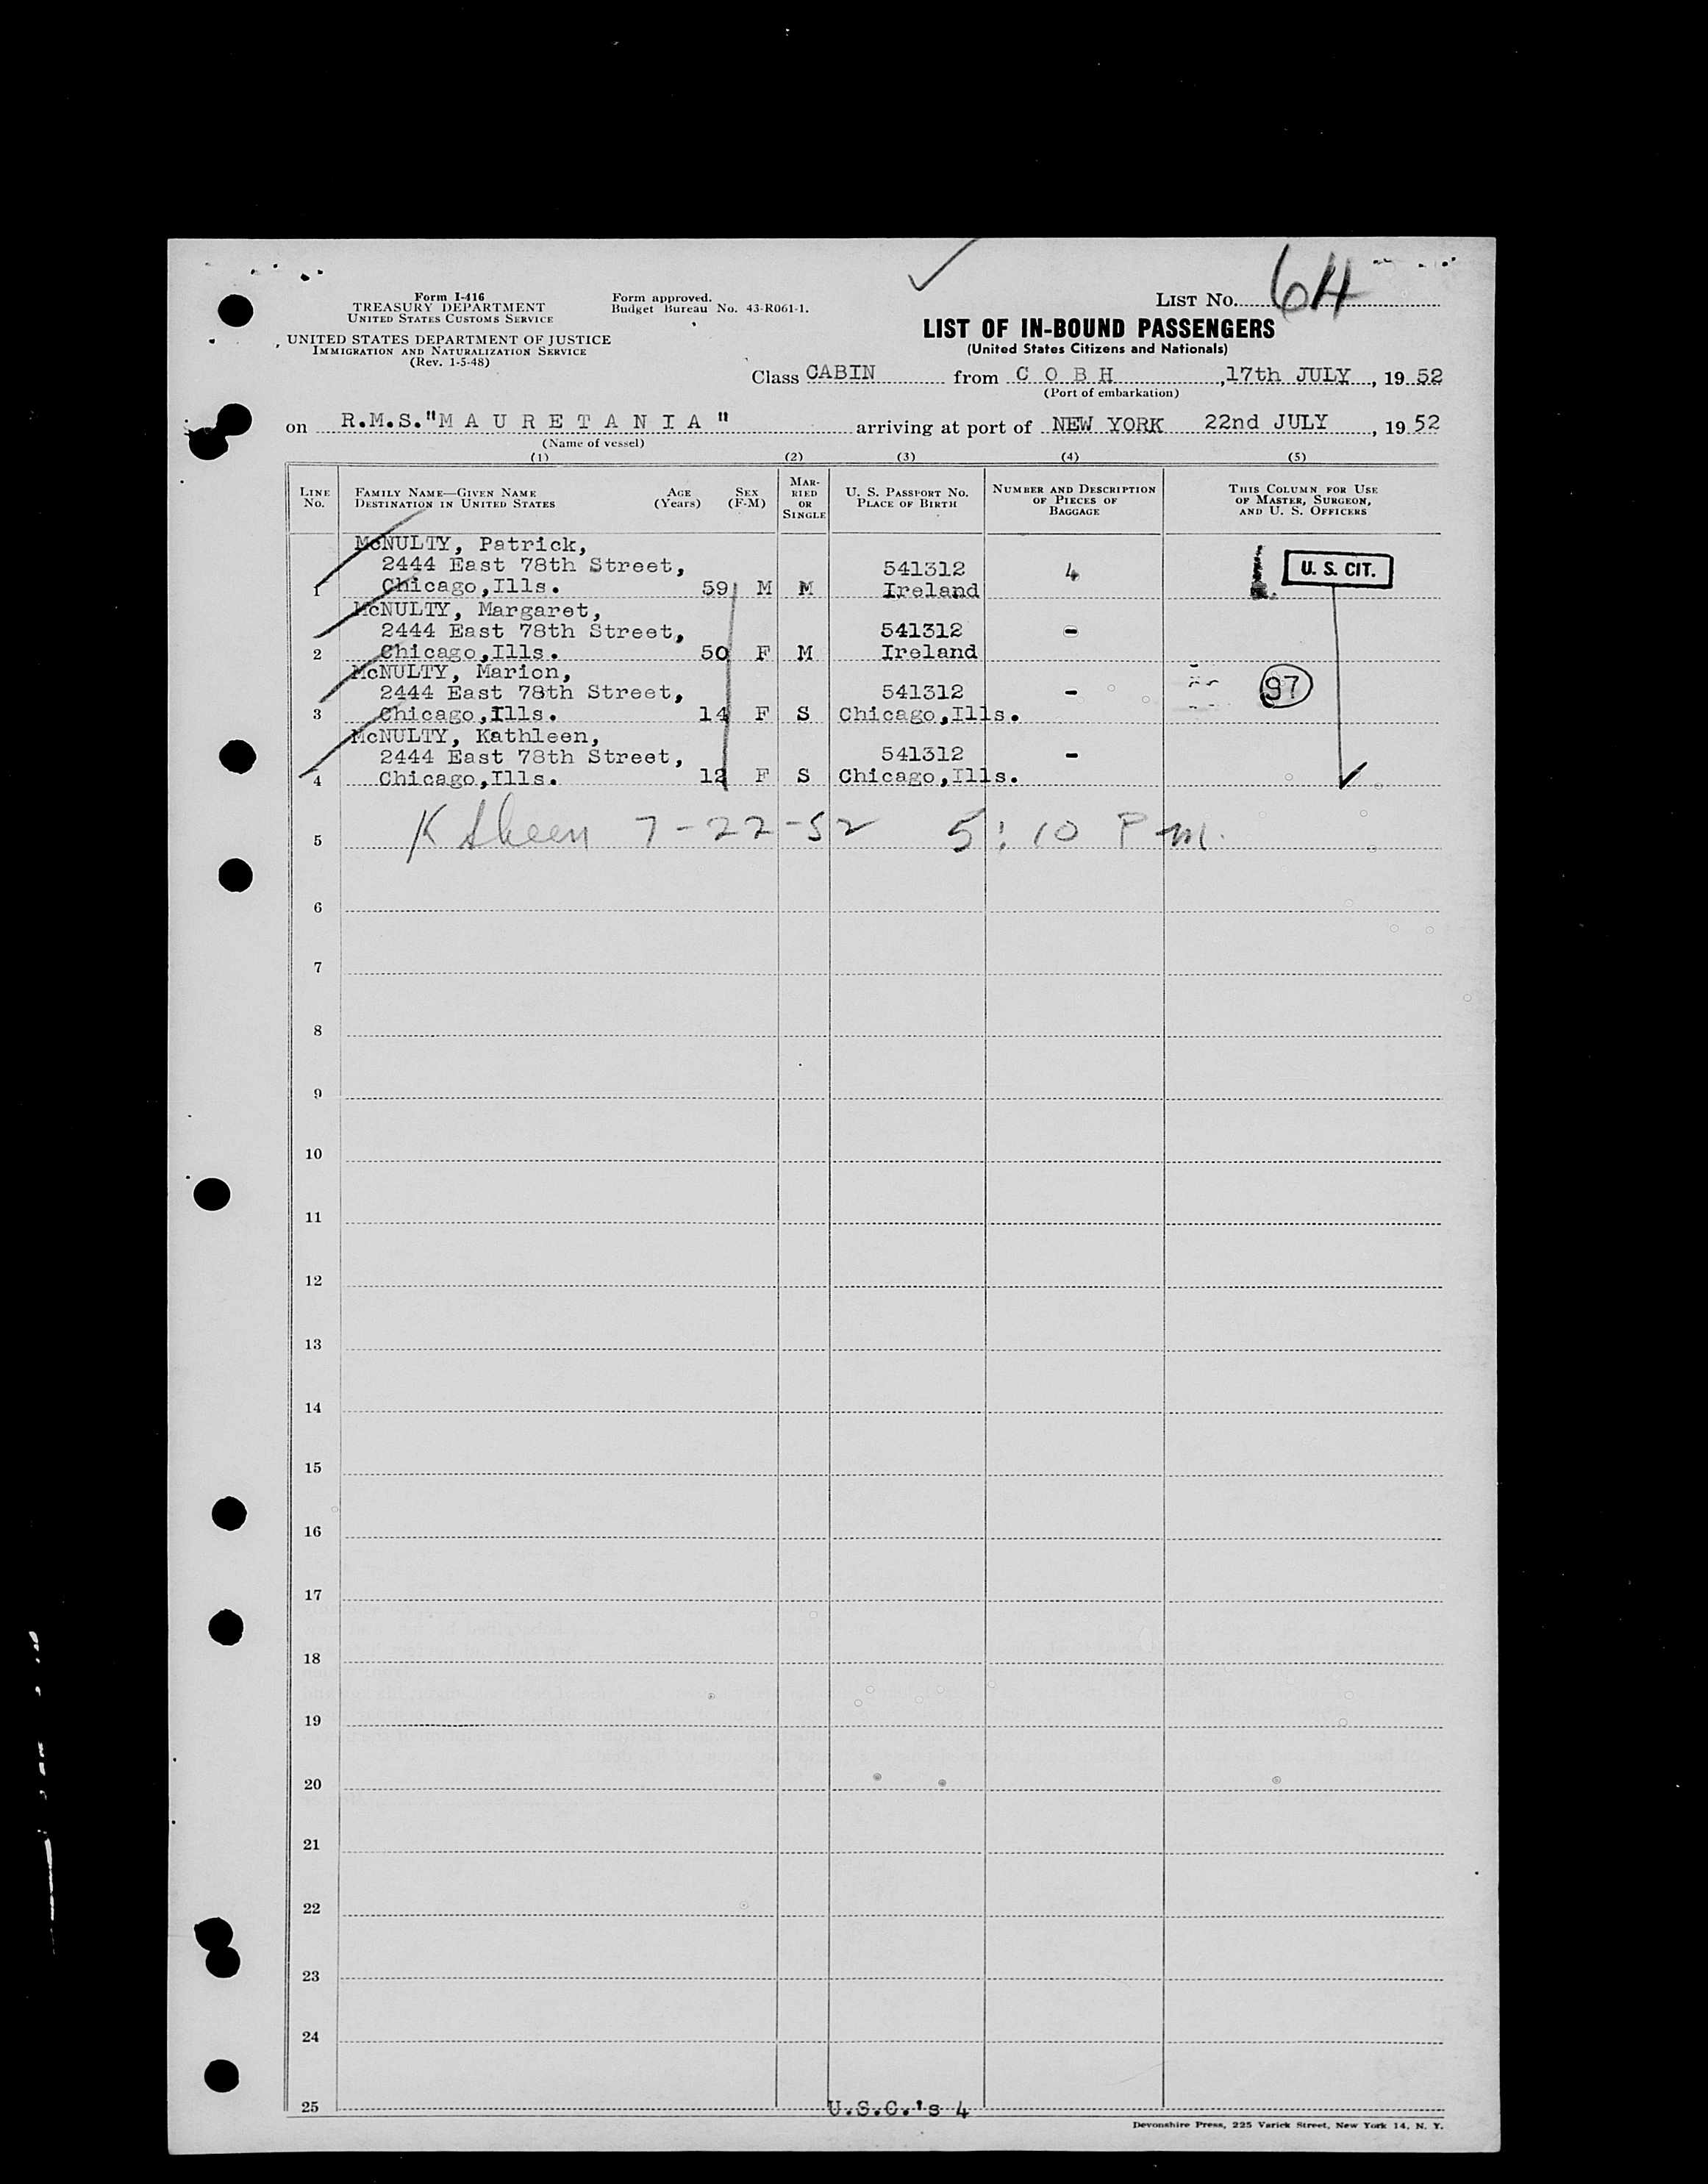 Form I-416
TREASURY DEPARTMENT
UNITED STATES CUSTOMS SERVICE
UNITED STATES DEPARTMENT OF JUSTICE
IMMIGRATION AND NATURALIZATION SERVICE
(Rev. 1-5-48)
Form approved.
Budget Bureau No. 43-R061-1.
LIST NO. 64
LIST OF IN-BOUND PASSENGERS
(United States Citizens and Nationals)
Class CABIN from C O B H ,17th JULY , 19 52
(Port of embarkation)
on R.M.S."M A U R E T A N I A " arriving at port of NEW YORK 22nd JULY , 19 52
(Name of vessel)
(1) (2) (3) (4) (5)
LINE NO. FAMILY NAME—GIVEN NAME DESTINATION IN UNITED STATES AGE (Years) SEX (F-M) MARRIED OR SINGLE U. S. PASSPORT NO. PLACE OF BIRTH NUMBER AND DESCRIPTION OF PIECES OF BAGGAGE THIS COLUMN FOR USE OF MASTER, SURGEON, AND U. S. OFFICERS
McNULTY, Patrick,
2444 East 78th Street, 541312 4 U. S. CIT.
1 Chicago,Ills. 59 M M Ireland
McNULTY, Margaret,
2444 East 78th Street, 541312 -
2 Chicago,Ills. 50 F M Ireland
McNULTY, Marion,
2444 East 78th Street, 541312 - 97
3 Chicago,Ills. 14 F S Chicago,Ills.
McNULTY, Kathleen,
2444 East 78th Street, 541312 -
4 Chicago,Ills. 12 F S Chicago,Ills.
5 7-22-52 5:10 P m.
6
7
8
9
10
11
12
13
14
15
16
17
18
19
20
21
22
23
24
25 U.S.C.'s 4
Devonshire Press, 225 Varick Street, New York 14, N. Y.